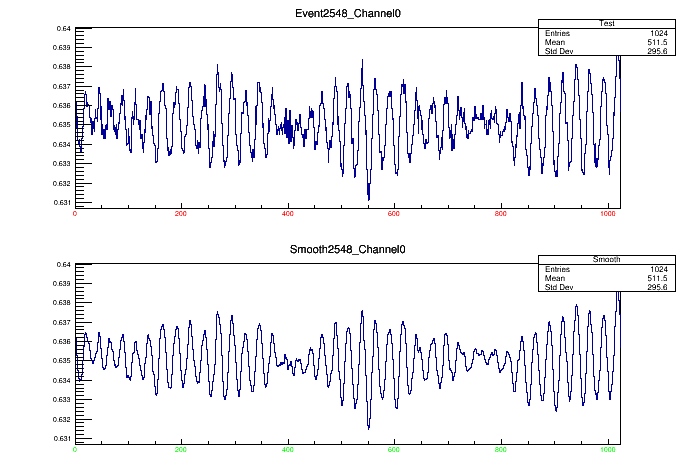 Event2548_Channel0
Test
Entries 1024
Mean 511.5
Std Dev 295.6
0.64
0.639
0.638
0.637
0.636
0.635
0.634
0.633
0.632
0.631
0 200 400 600 800 1000
Smooth2548_Channel0
Smooth
Entries 1024
Mean 511.5
Std Dev 295.6
0.64
0.639
0.638
0.637
0.636
0.635
0.634
0.633
0.632
0.631
0 200 400 600 800 1000